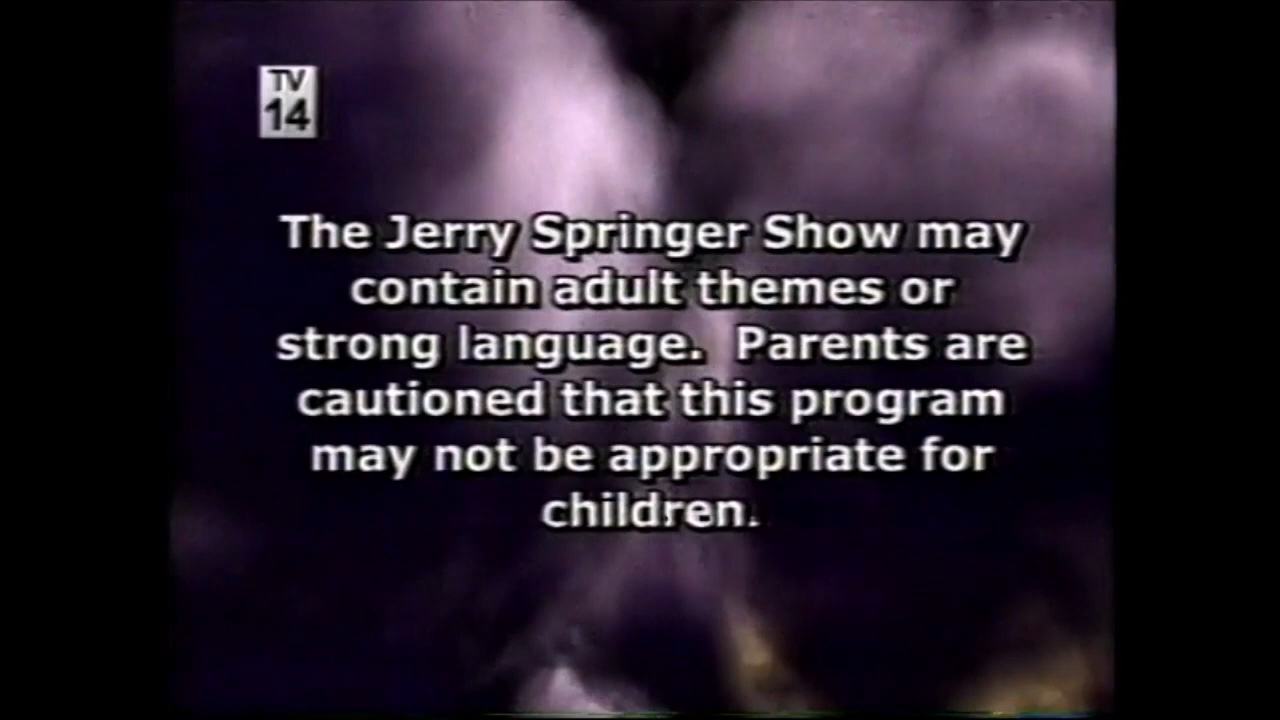 TV
14
The Jerry Springer Show may
contain adult themes or
strong language.  Parents are
cautioned that this program
may not be appropriate for
children.